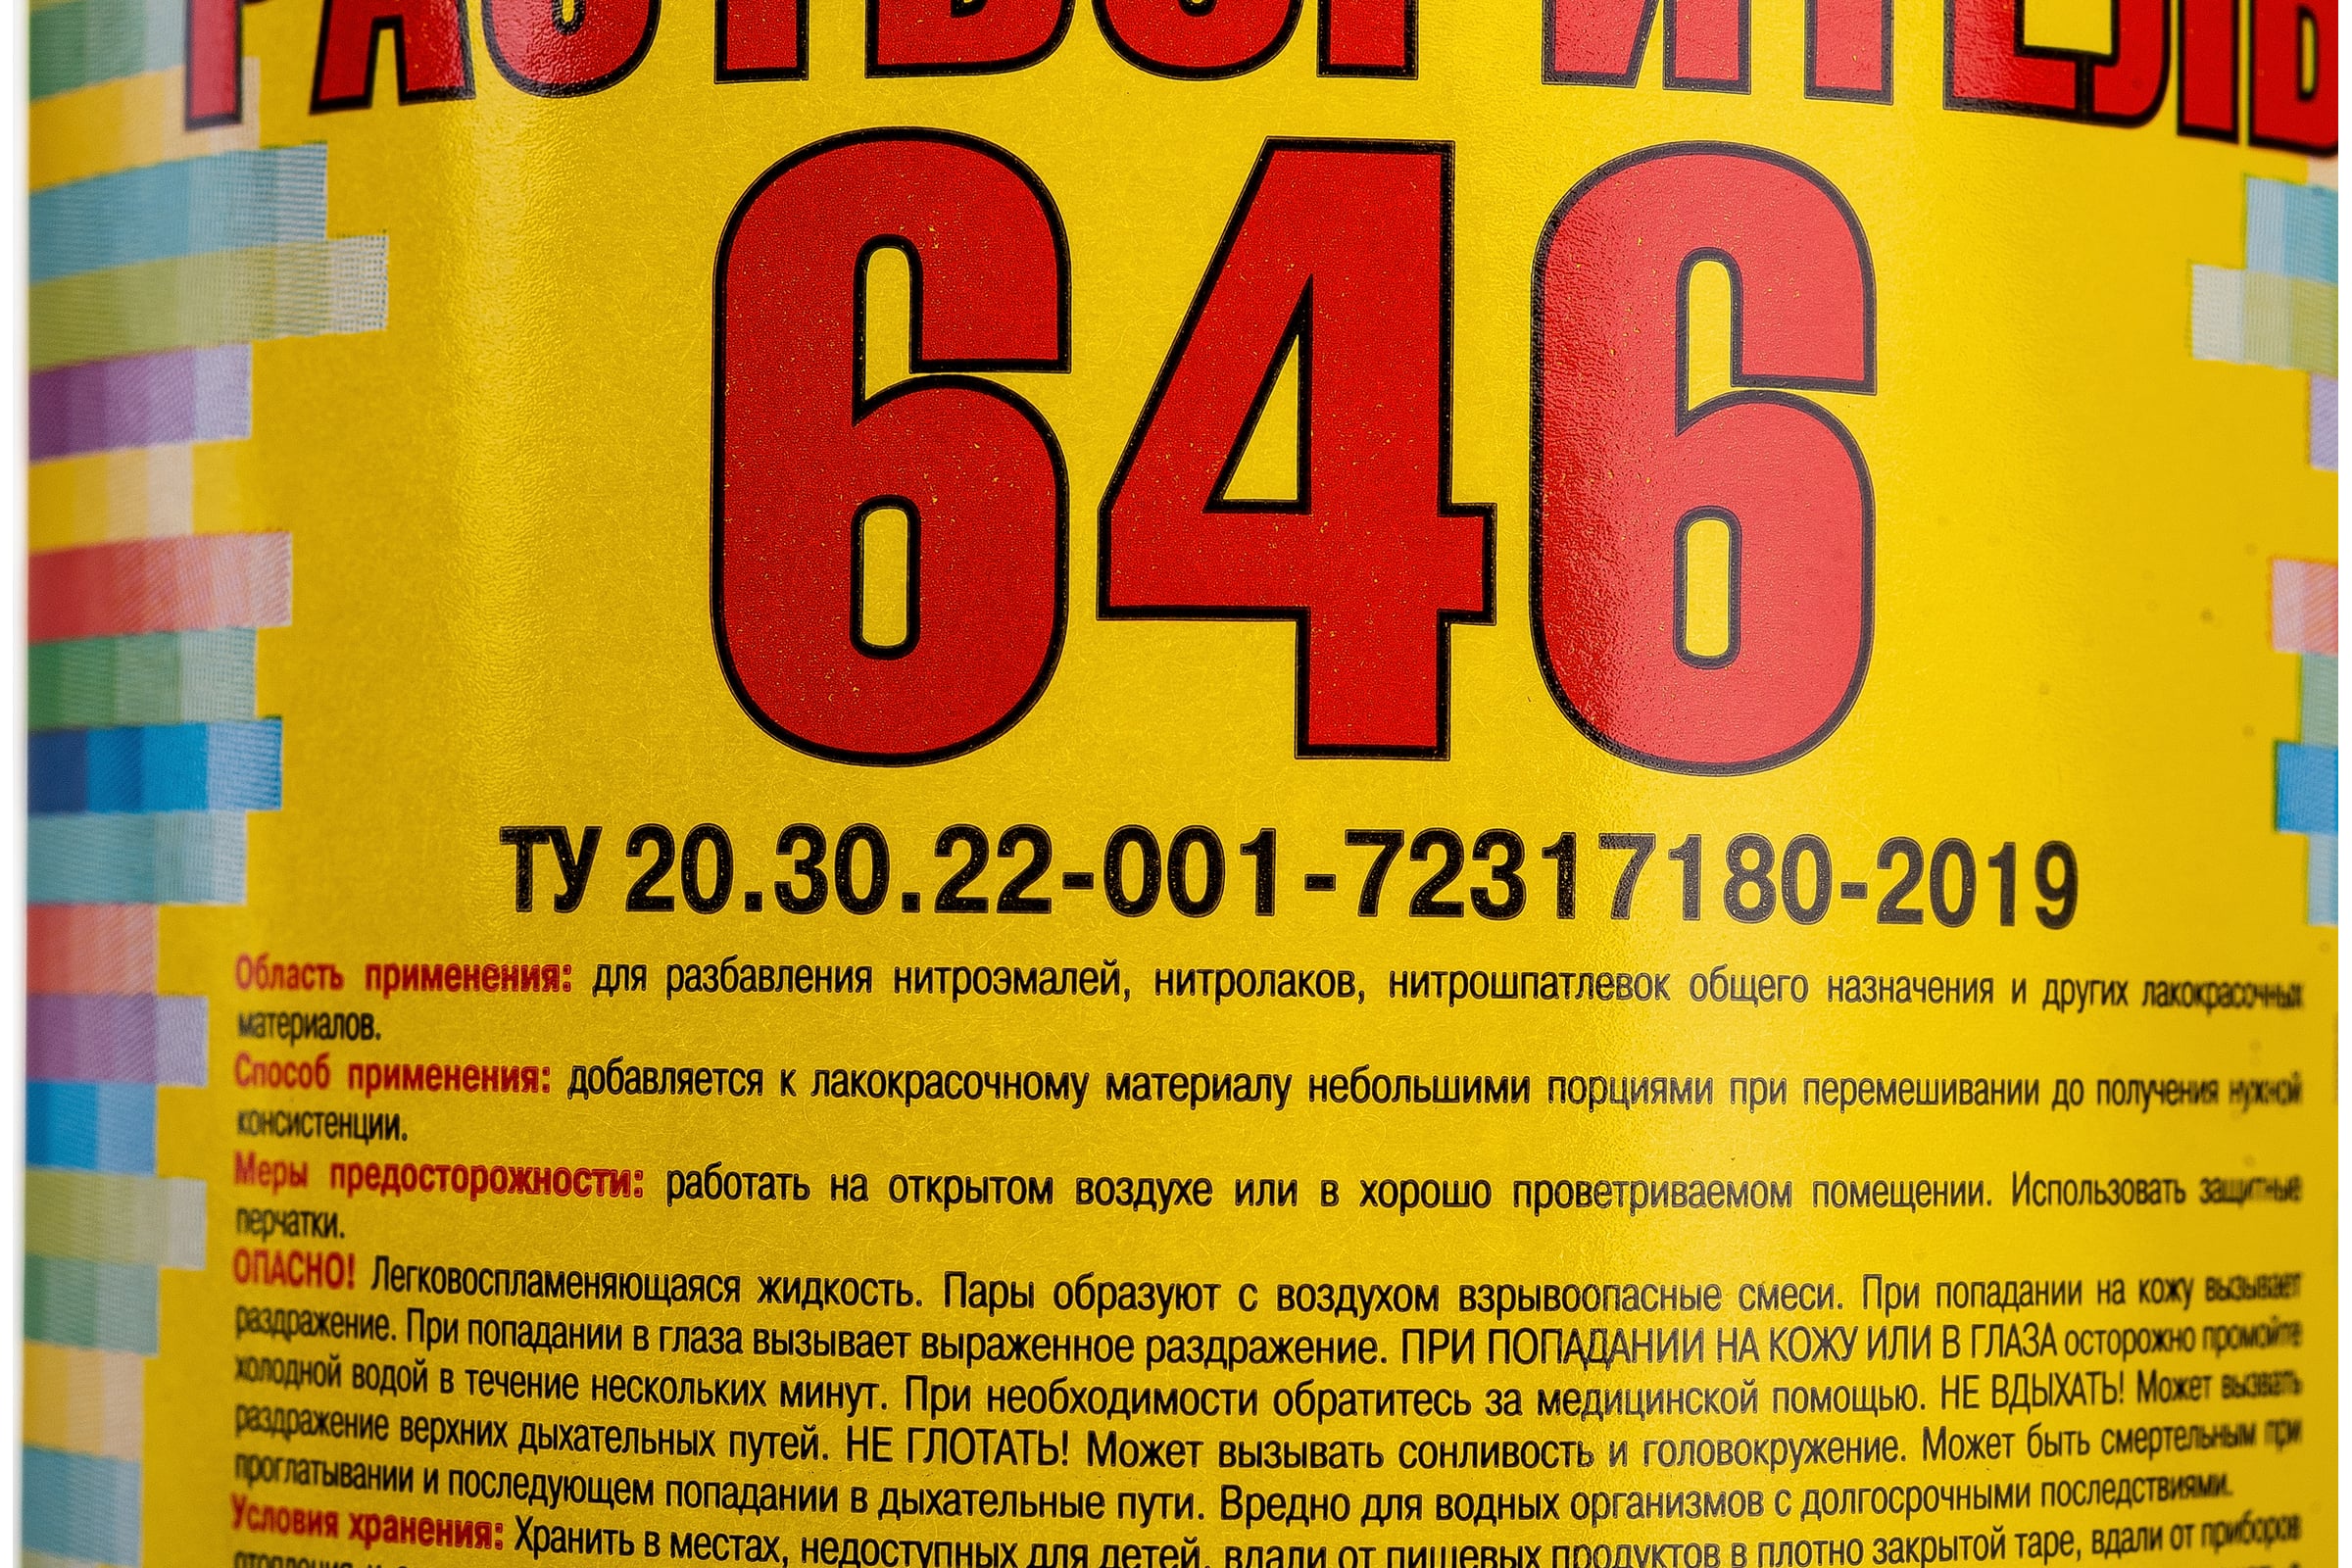 РАСТВОРИТЕЛЬ
646
ТУ 20.30.22-001-72317180-2019
Область применения: для разбавления нитроэмалей, нитролаков, нитрошпатлевок общего назначения и других лакокрасочных
материалов.
Способ применения: добавляется к лакокрасочному материалу небольшими порциями при перемешивании до получения нужной
консистенции.
Меры предосторожности: работать на открытом воздухе или в хорошо проветриваемом помещении. Использовать защитные
перчатки.
ОПАСНО! Легковоспламеняющаяся жидкость. Пары образуют с воздухом взрывоопасные смеси. При попадании на кожу вызывает
раздражение. При попадании в глаза вызывает выраженное раздражение. ПРИ ПОПАДАНИИ НА КОЖУ ИЛИ В ГЛАЗА осторожно промойте
холодной водой в течение нескольких минут. При необходимости обратитесь за медицинской помощью. НЕ ВДЫХАТЬ! Может вызвать
раздражение верхних дыхательных путей. НЕ ГЛОТАТЬ! Может вызывать сонливость и головокружение. Может быть смертельным при
проглатывании и последующем попадании в дыхательные пути. Вредно для водных организмов с долгосрочными последствиями.
Условия хранения: Хранить в местах, недоступных для детей, вдали от пищевых продуктов в плотно закрытой таре, вдали от приборов